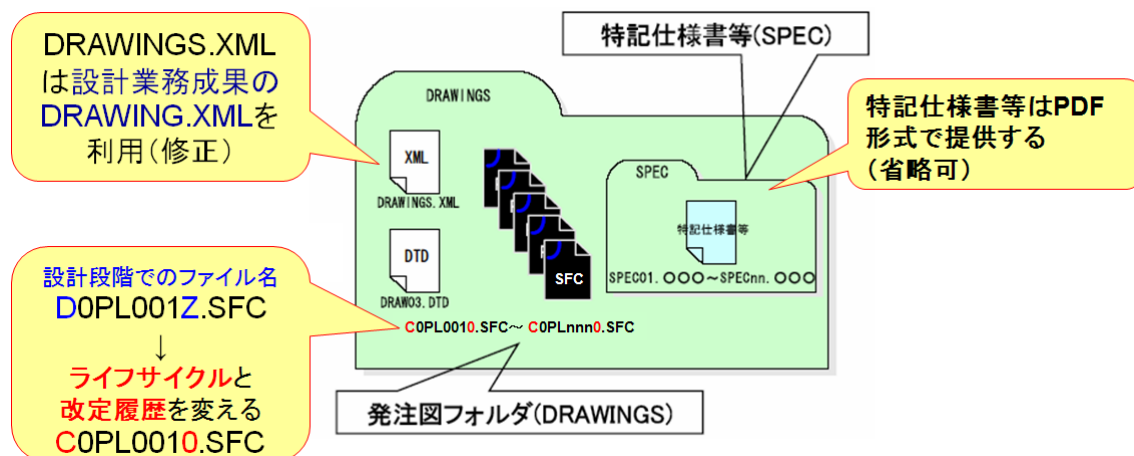 DRAWINGS.XML
は設計業務成果の
DRAWING.XMLを
利用（修正）
特記仕様書等(SPEC)
特記仕様書等はPDF
形式で提供する
（省略可）
DRAWINGS
XML
DRAWINGS.XML
DTD
DRAW03.DTD
SFC
SPEC
特記仕様書等
SPEC01.○○○～SPECnn.○○○
C0PL0010.SFC～ C0PLnnn0.SFC
設計段階でのファイル名
D0PL001Z.SFC
↓
ライフサイクルと
改定履歴を変える
C0PL0010.SFC
発注図フォルダ(DRAWINGS)